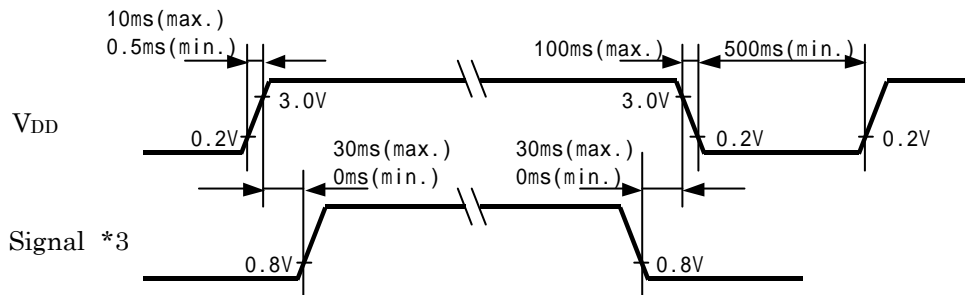 10ms(max.)
0.5ms(min.)
100ms(max.)
500ms(min.)
3.0V
3.0V
VDD
0.2V
0.2V
0.2V
30ms(max.)
0ms(min.)
30ms(max.)
0ms(min.)
Signal *3
0.8V
0.8V